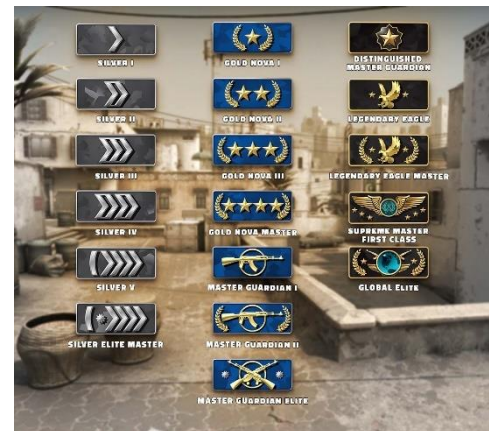 SILVER I
SILVER II
SILVER III
SILVER IV
SILVER V
SILVER ELITE MASTER
GOLD NOVA I
GOLD NOVA II
GOLD NOVA III
GOLD NOVA MASTER
MASTER GUARDIAN I
MASTER GUARDIAN II
MASTER GUARDIAN ELITE
DISTINGUISHED
MASTER GUARDIAN
LEGENDARY EAGLE
LEGENDARY EAGLE MASTER
SUPREME MASTER
FIRST CLASS
GLOBAL ELITE